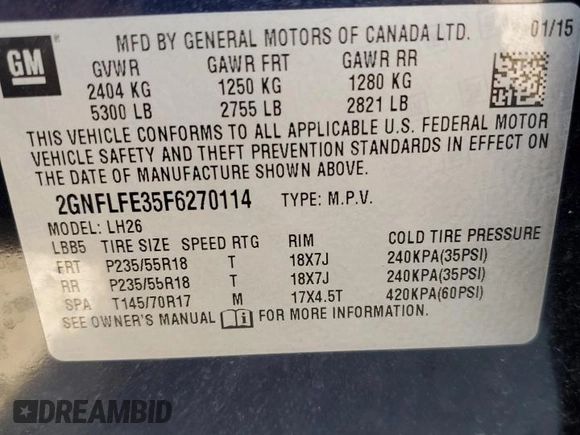 GM
MFD BY GENERAL MOTORS OF CANADA LTD. 01/15
GVWR GAWR FRT GAWR RR
2404 KG 1250 KG 1280 KG
5300 LB 2755 LB 2821 LB
THIS VEHICLE CONFORMS TO ALL APPLICABLE U.S. FEDERAL MOTOR
VEHICLE SAFETY AND THEFT PREVENTION STANDARDS IN EFFECT ON
THE DATE OF MANUFACTURE SHOWN ABOVE.
2GNFLFE35F6270114 TYPE: M.P.V.
MODEL: LH26
LBB5 TIRE SIZE SPEED RTG RIM COLD TIRE PRESSURE
FRT P235/55R18 T 18X7J 240KPA(35PSI)
RR P235/55R18 T 18X7J 240KPA(35PSI)
SPA T145/70R17 M 17X4.5T 420KPA(60PSI)
SEE OWNER'S MANUAL FOR MORE INFORMATION.
DREAMBID